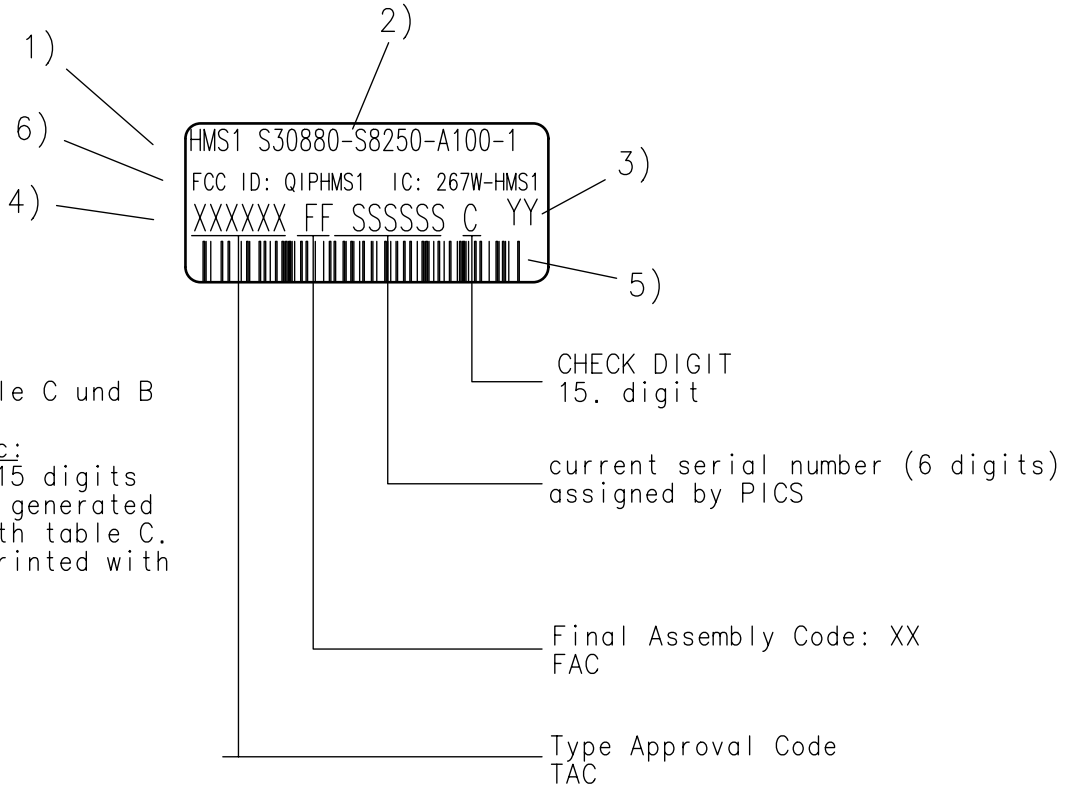 2)
1)
6)
4)
HMS1 S30880-S8250-A100-1
FCC ID: QIPHMS1 IC: 267W-HMS1
XXXXXX FF SSSSSS C YY
3)
5)
CHECK DIGIT
15. digit
le C und B
c:
15 digits
generated
th table C.
rinted with
current serial number (6 digits)
assigned by PICS
Final Assembly Code: XX
FAC
Type Approval Code
TAC